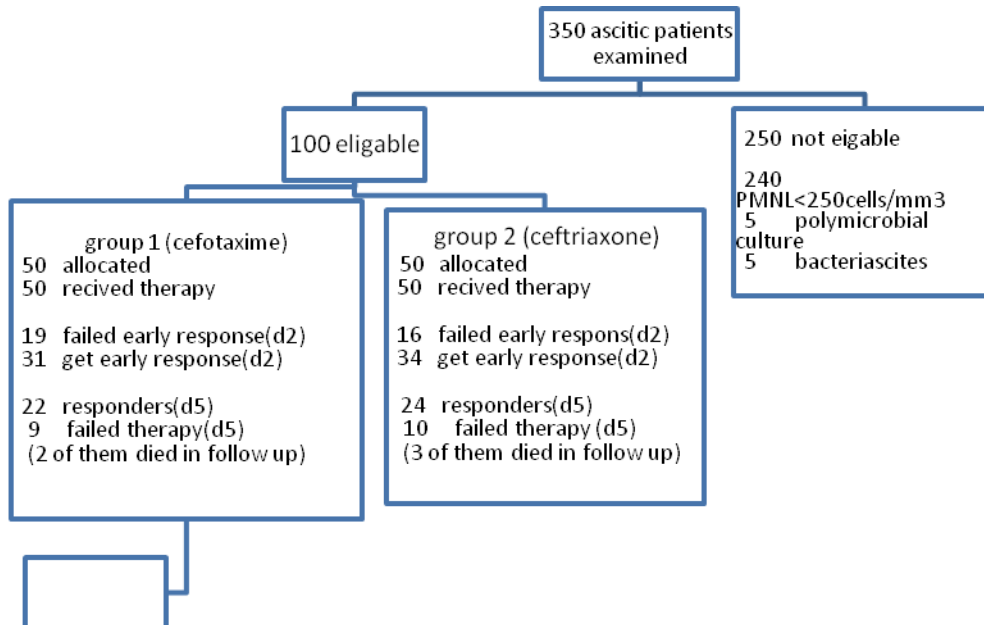 350 ascitic patients
examined
100 eligable
250 not eigable
240
PMNL<250cells/mm3
5 polymicrobial
culture
5 bacteriascites
group 1 (cefotaxime)
50 allocated
50 recived therapy
19 failed early response(d2)
31 get early response(d2)
22 responders(d5)
9 failed therapy(d5)
(2 of them died in follow up)
group 2 (ceftriaxone)
50 allocated
50 recived therapy
16 failed early respons(d2)
34 get early response(d2)
24 responders(d5)
10 failed therapy (d5)
(3 of them died in follow up)